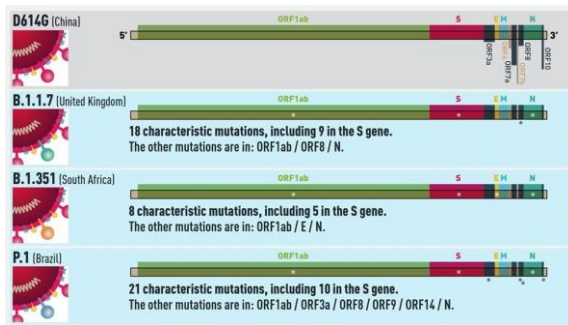 D614G (China)
ORF1ab S E M N
5′ 3′
ORF3a
ORF7a
ORF8
ORF10
B.1.1.7 (United Kingdom)
ORF1ab S E M N
18 characteristic mutations, including 9 in the S gene.
The other mutations are in: ORF1ab / ORF8 / N.
B.1.351 (South Africa)
ORF1ab S E M N
8 characteristic mutations, including 5 in the S gene.
The other mutations are in: ORF1ab / E / N.
P.1 (Brazil)
ORF1ab S E M N
21 characteristic mutations, including 10 in the S gene.
The other mutations are in: ORF1ab / ORF3a / ORF8 / ORF9 / ORF14 / N.